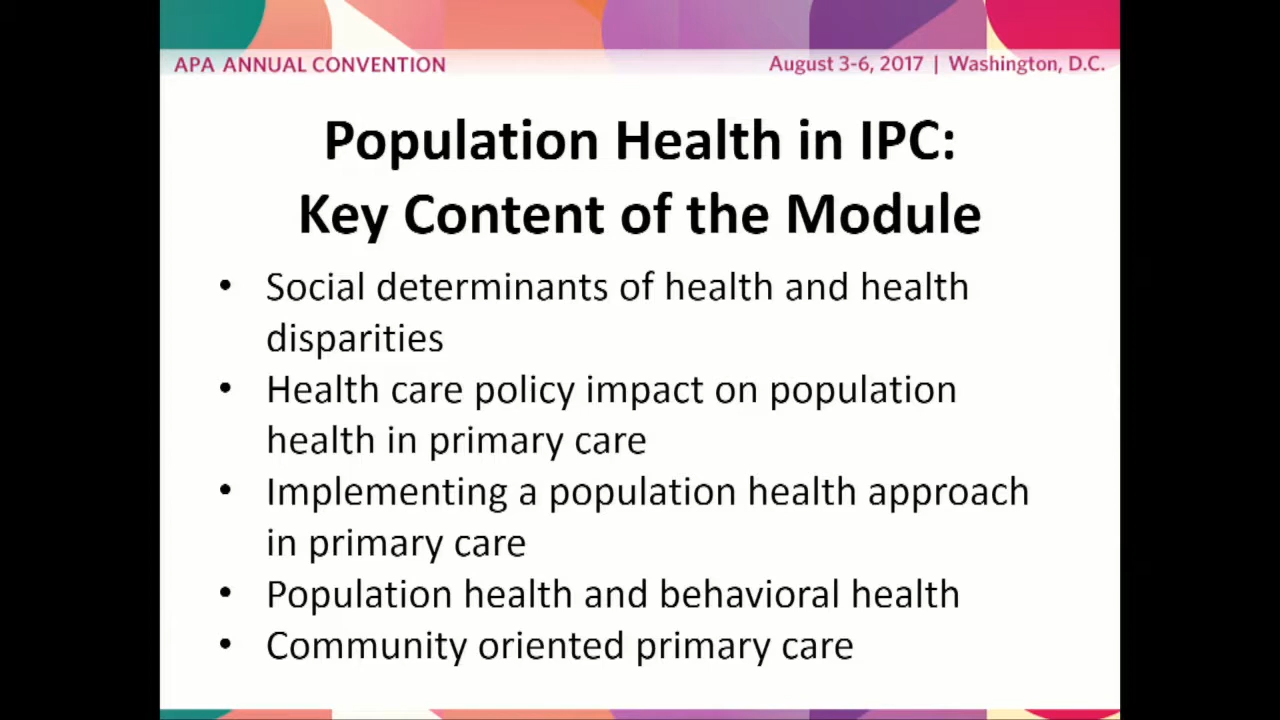 APA ANNUAL CONVENTION
August 3-6, 2017 | Washington, D.C.
Population Health in IPC:
Key Content of the Module
• Social determinants of health and health
disparities
• Health care policy impact on population
health in primary care
• Implementing a population health approach
in primary care
• Population health and behavioral health
• Community oriented primary care